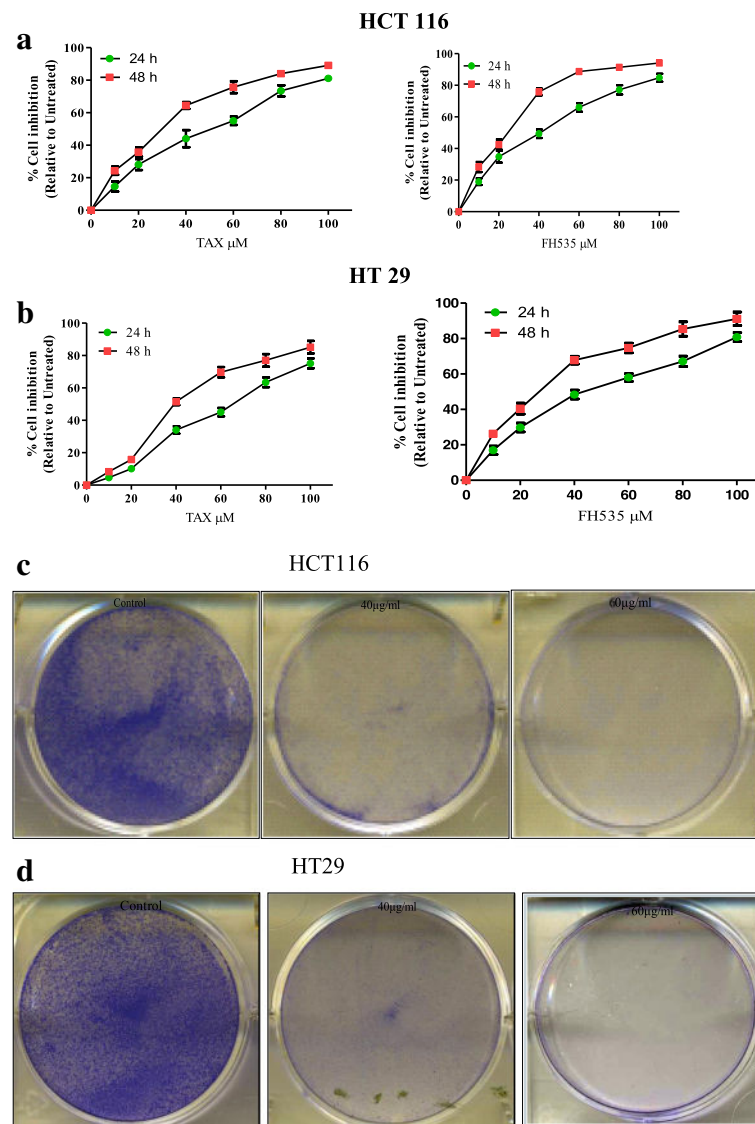 HCT 116
a
24 h
48 h
% Cell inhibition
(Relative to Untreated)
100
80
60
40
20
0
0 20 40 60 80 100
TAX µM
24 h
48 h
% Cell inhibition
(Relative to Untreated)
100
80
60
40
20
0
0 20 40 60 80 100
FH535 µM
HT 29
b
24 h
48 h
% Cell inhibition
(Relative to Untreated)
100
80
60
40
20
0
0 20 40 60 80 100
TAX µM
24 h
48 h
% Cell inhibition
(Relative to Untreated)
100
80
60
40
20
0
0 20 40 60 80 100
FH535 µM
c
HCT116
Control
40µg/ml
60µg/ml
d
HT29
Control
40µg/ml
60µg/ml